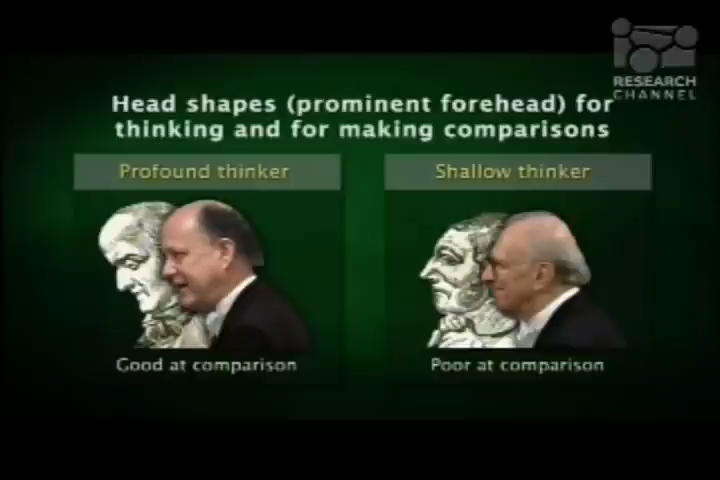 RESEARCH
CHANNEL
Head shapes (prominent forehead) for
thinking and for making comparisons
Profound thinker
Shallow thinker
Good at comparison
Poor at comparison